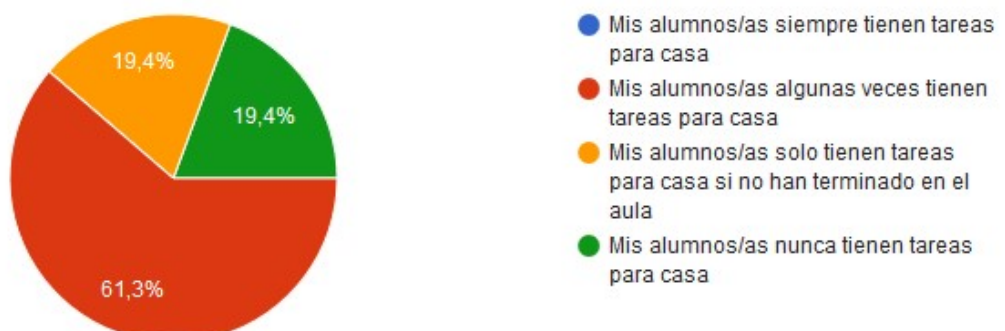 19,4%
19,4%
61,3%
Mis alumnos/as siempre tienen tareas
para casa
Mis alumnos/as algunas veces tienen
tareas para casa
Mis alumnos/as solo tienen tareas
para casa si no han terminado en el
aula
Mis alumnos/as nunca tienen tareas
para casa